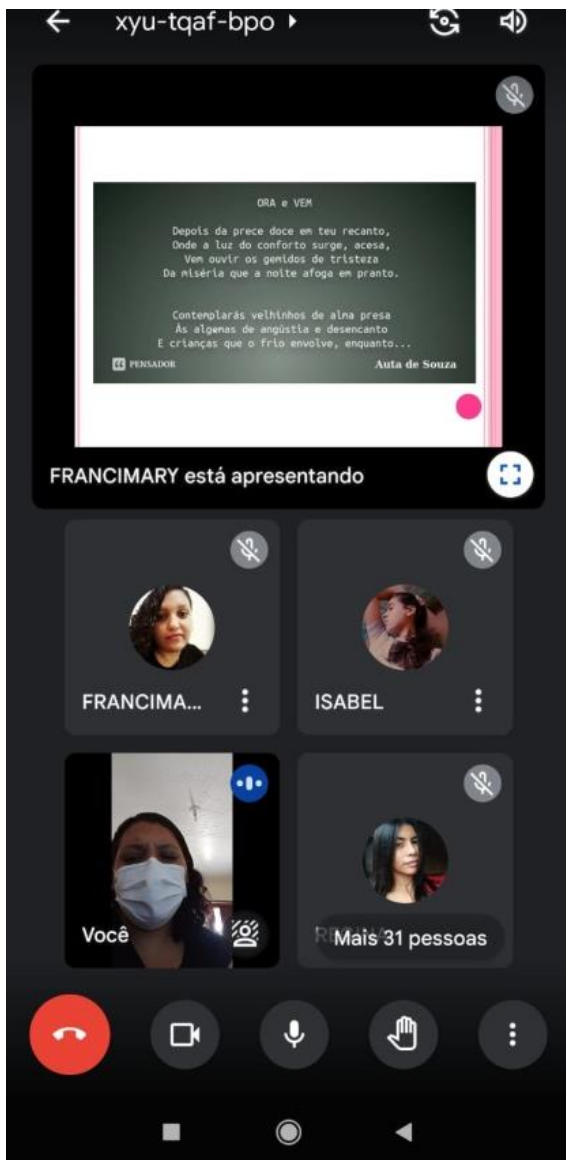 xyu-tqaf-bpo
ORA e VEM
Depois da prece doce em teu recanto,
Onde a luz do conforto surge, acesa,
Vem ouvir os gemidos de tristeza
Da miséria que a noite afoga em pranto.
Contemplarás velhinhos de alma presa
Às algemas de angústia e desencanto
E crianças que o frio envolve, enquanto...
PENSADOR
Auta de Souza
FRANCIMARY está apresentando
FRANCIMA...
ISABEL
Você
Mais 31 pessoas